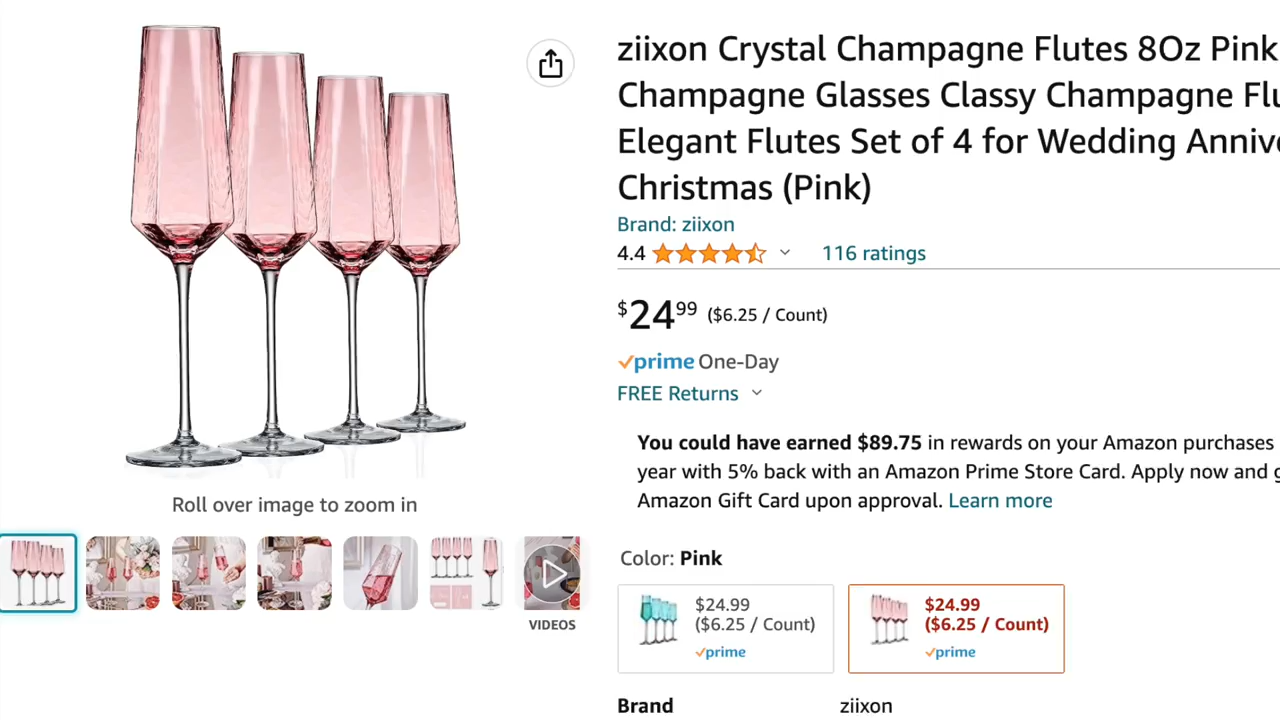 ziixon Crystal Champagne Flutes 8Oz Pink
Champagne Glasses Classy Champagne Flu
Elegant Flutes Set of 4 for Wedding Annive
Christmas (Pink)
Brand: ziixon
4.4 116 ratings
$24.99 ($6.25 / Count)
prime One-Day
FREE Returns
You could have earned $89.75 in rewards on your Amazon purchases
year with 5% back with an Amazon Prime Store Card. Apply now and g
Amazon Gift Card upon approval. Learn more
Roll over image to zoom in
VIDEOS
Color: Pink
$24.99
($6.25 / Count)
prime
$24.99
($6.25 / Count)
prime
Brand ziixon